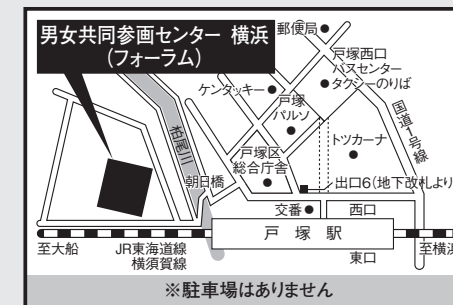 男女共同参画センター 横浜
(フォーラム)
郵便局
戸塚西口
バスセンター
タクシーのりば
ケンタッキー
戸塚
パルソ
国道1号線
トツカーナ
柏尾川
戸塚区
総合庁舎
朝日橋
出口6(地下改札より
交番
西口
戸塚駅
至大船
JR東海道線
横須賀線
東口
至横浜
※駐車場はありません